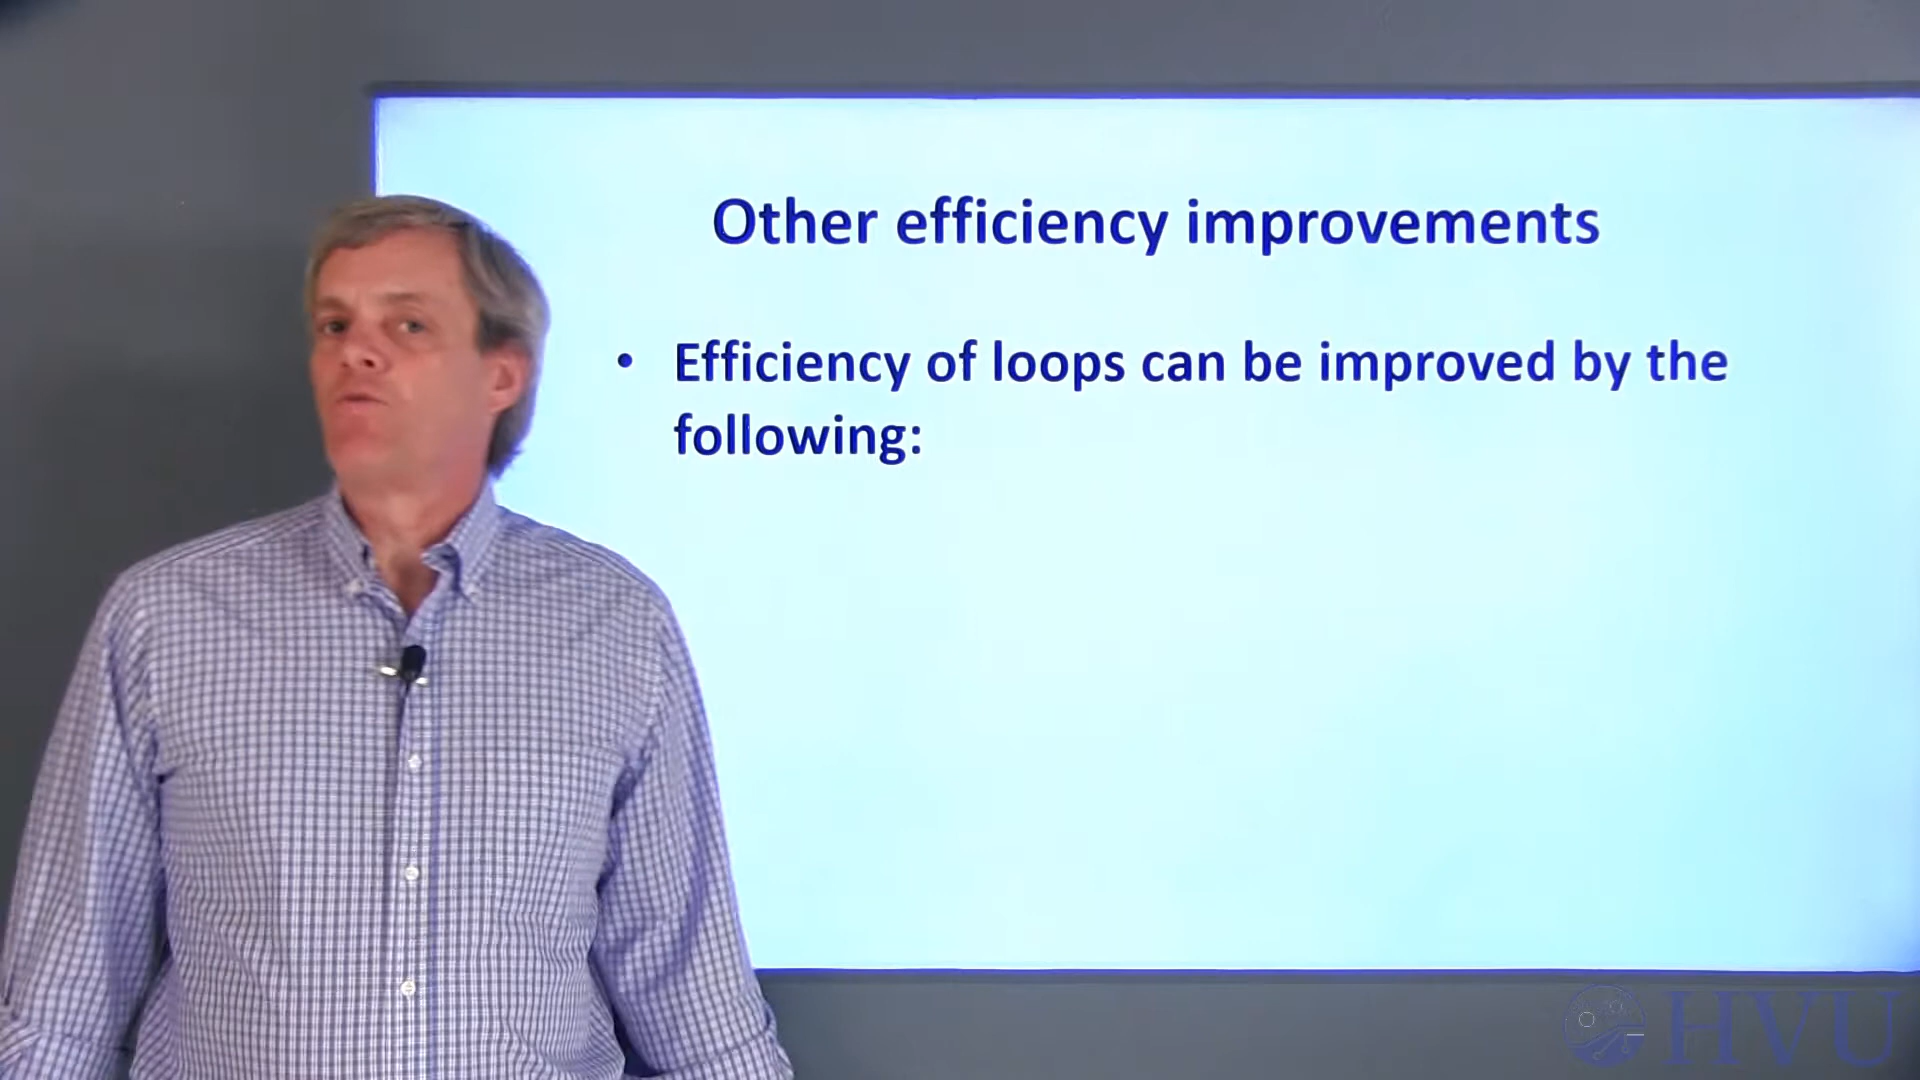 Other efficiency improvements
• Efficiency of loops can be improved by the
following:
HVU